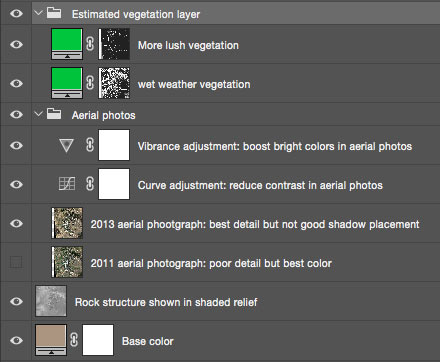 Estimated vegetation layer
More lush vegetation
wet weather vegetation
Aerial photos
Vibrance adjustment: boost bright colors in aerial photos
Curve adjustment: reduce contrast in aerial photos
2013 aerial phootgraph: best detail but not good shadow placement
2011 aerial photograph: poor detail but best color
Rock structure shown in shaded relief
Base color